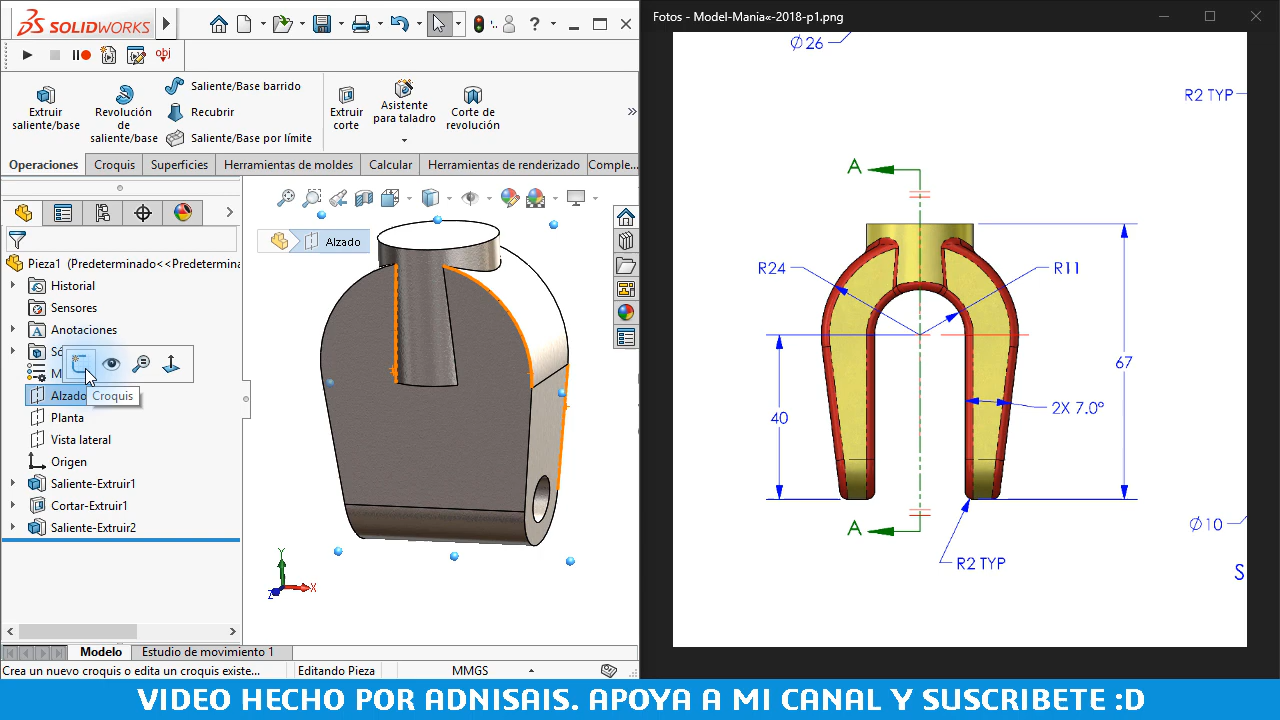 SOLIDWORKS
obj
Extruir
saliente/base
Revolución
de
saliente/base
Saliente/Base barrido
Recubrir
Saliente/Base por límite
Extruir
corte
Asistente
para taladro
Corte de
revolución
Operaciones
Croquis
Superficies
Herramientas de moldes
Calcular
Herramientas de renderizado
Comple...
Pieza1 (Predeterminado<<Predetermina
Historial
Sensores
Anotaciones
Só
M
Alzado
Croquis
Planta
Vista lateral
Origen
Saliente-Extruir1
Cortar-Extruir1
Saliente-Extruir2
Alzado
Y
X
Z
Modelo
Estudio de movimiento 1
Crea un nuevo croquis o edita un croquis existe...
Editando Pieza
MMGS
Fotos - Model-Mania«-2018-p1.png
Ø26
R2 TYP
A
R24
R11
67
40
2X 7.0°
A
R2 TYP
Ø10
S
VIDEO HECHO POR ADNISAIS. APOYA A MI CANAL Y SUSCRIBETE :D